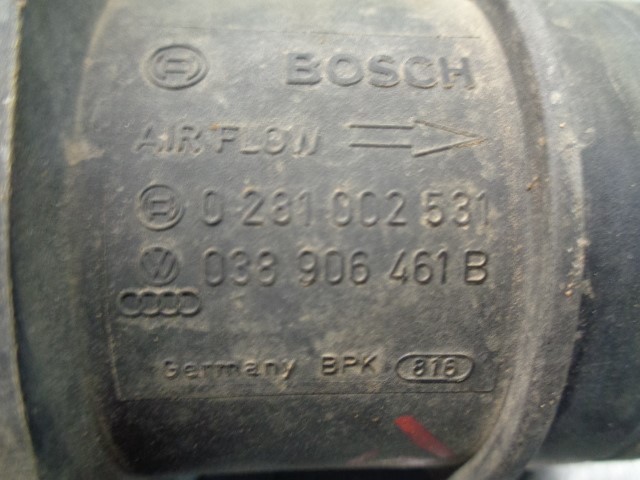 BOSCH
AIR FLOW
0 281 002 531
038 906 461 B
Germany BPK 816